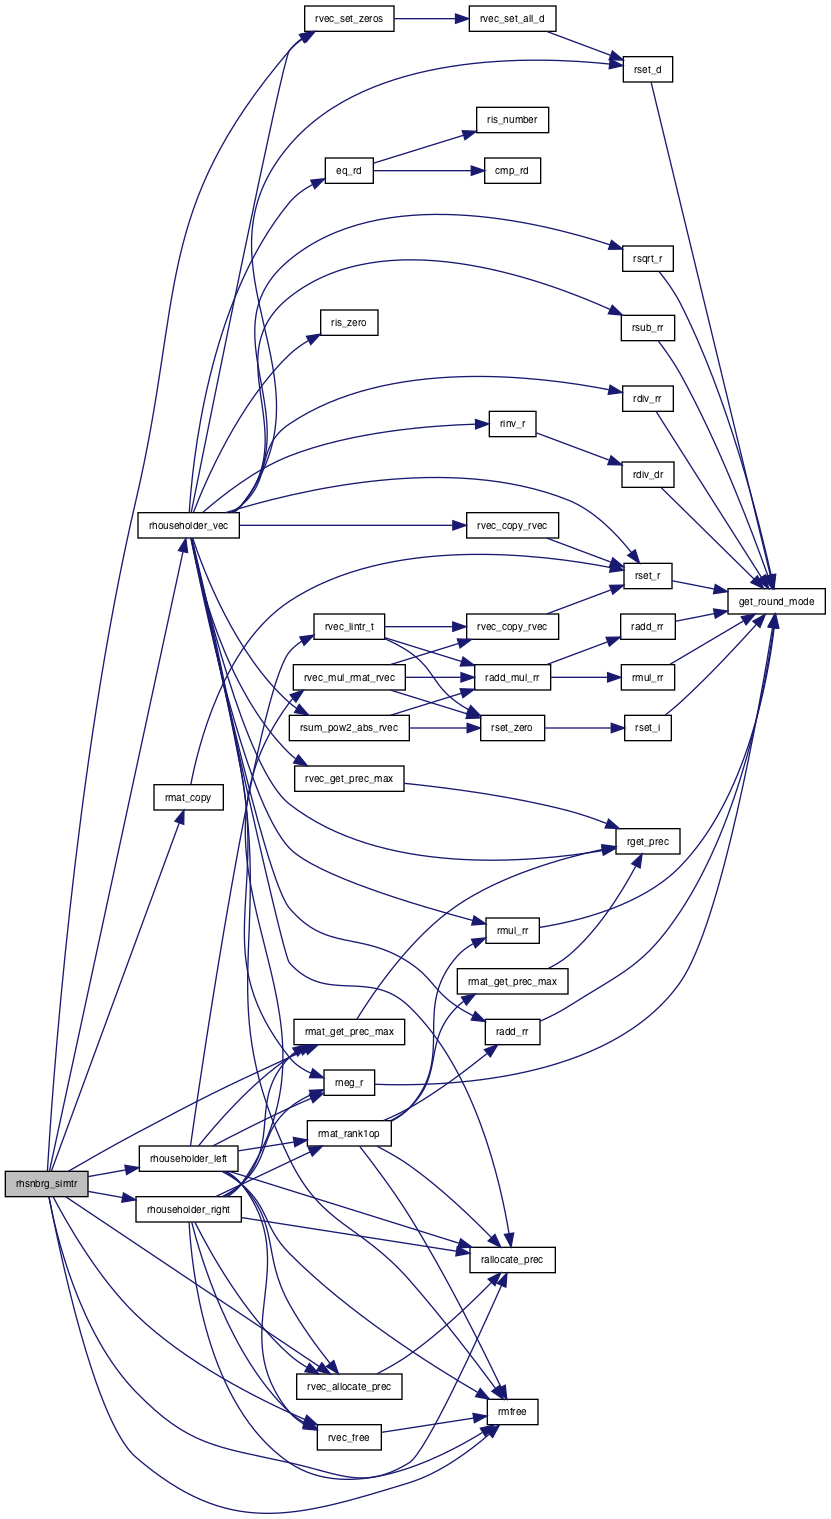 rvec_set_zeros
rvec_set_all_d
rset_d
ris_number
eq_rd
cmp_rd
rsqrt_r
ris_zero
rsub_rr
rdiv_rr
rinv_r
rdiv_dr
rhouseholder_vec
rvec_copy_rvec
rset_r
get_round_mode
rvec_lintr_t
rvec_copy_rvec
radd_rr
rvec_mul_rmat_rvec
radd_mul_rr
rmul_rr
rsum_pow2_abs_rvec
rset_zero
rset_i
rvec_get_prec_max
rmat_copy
rget_prec
rmul_rr
rmat_get_prec_max
rmat_get_prec_max
radd_rr
rneg_r
rmat_rank1op
rhouseholder_left
rhsnbrg_simtr
rhouseholder_right
rallocate_prec
rvec_allocate_prec
rmfree
rvec_free